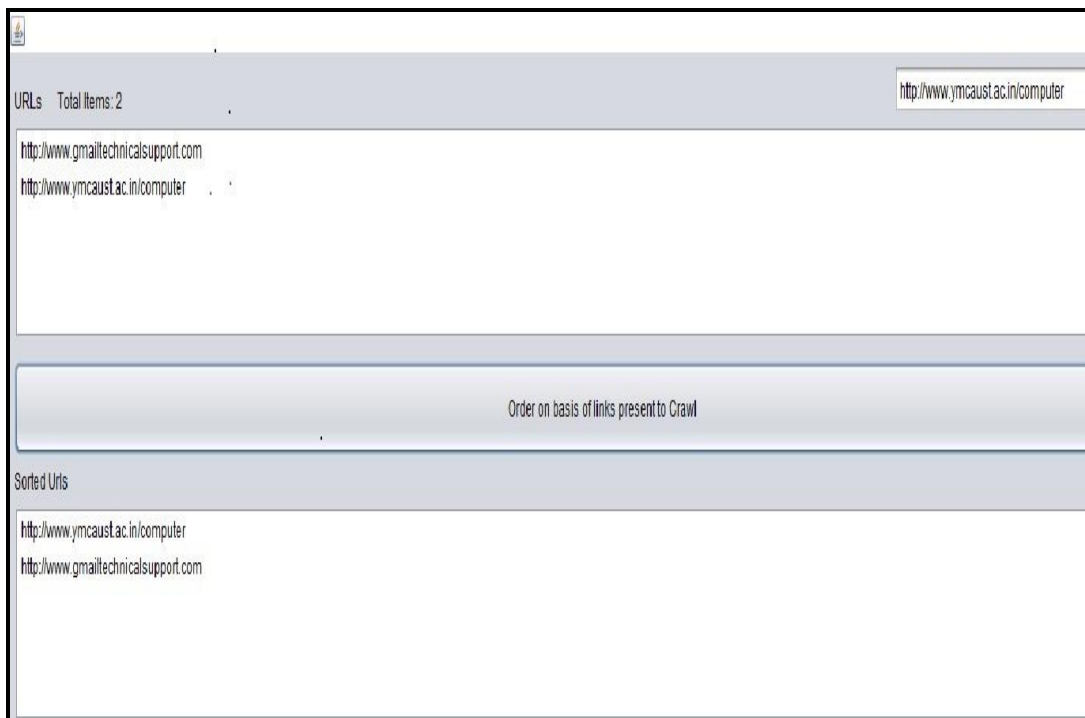 http://www.ymcaust.ac.in/computer
URLs Total Items: 2
http://www.gmailtechnicalsupport.com
http://www.ymcaust.ac.in/computer
Order on basis of links present to Crawl
Sorted Urls
http://www.ymcaust.ac.in/computer
http://www.gmailtechnicalsupport.com